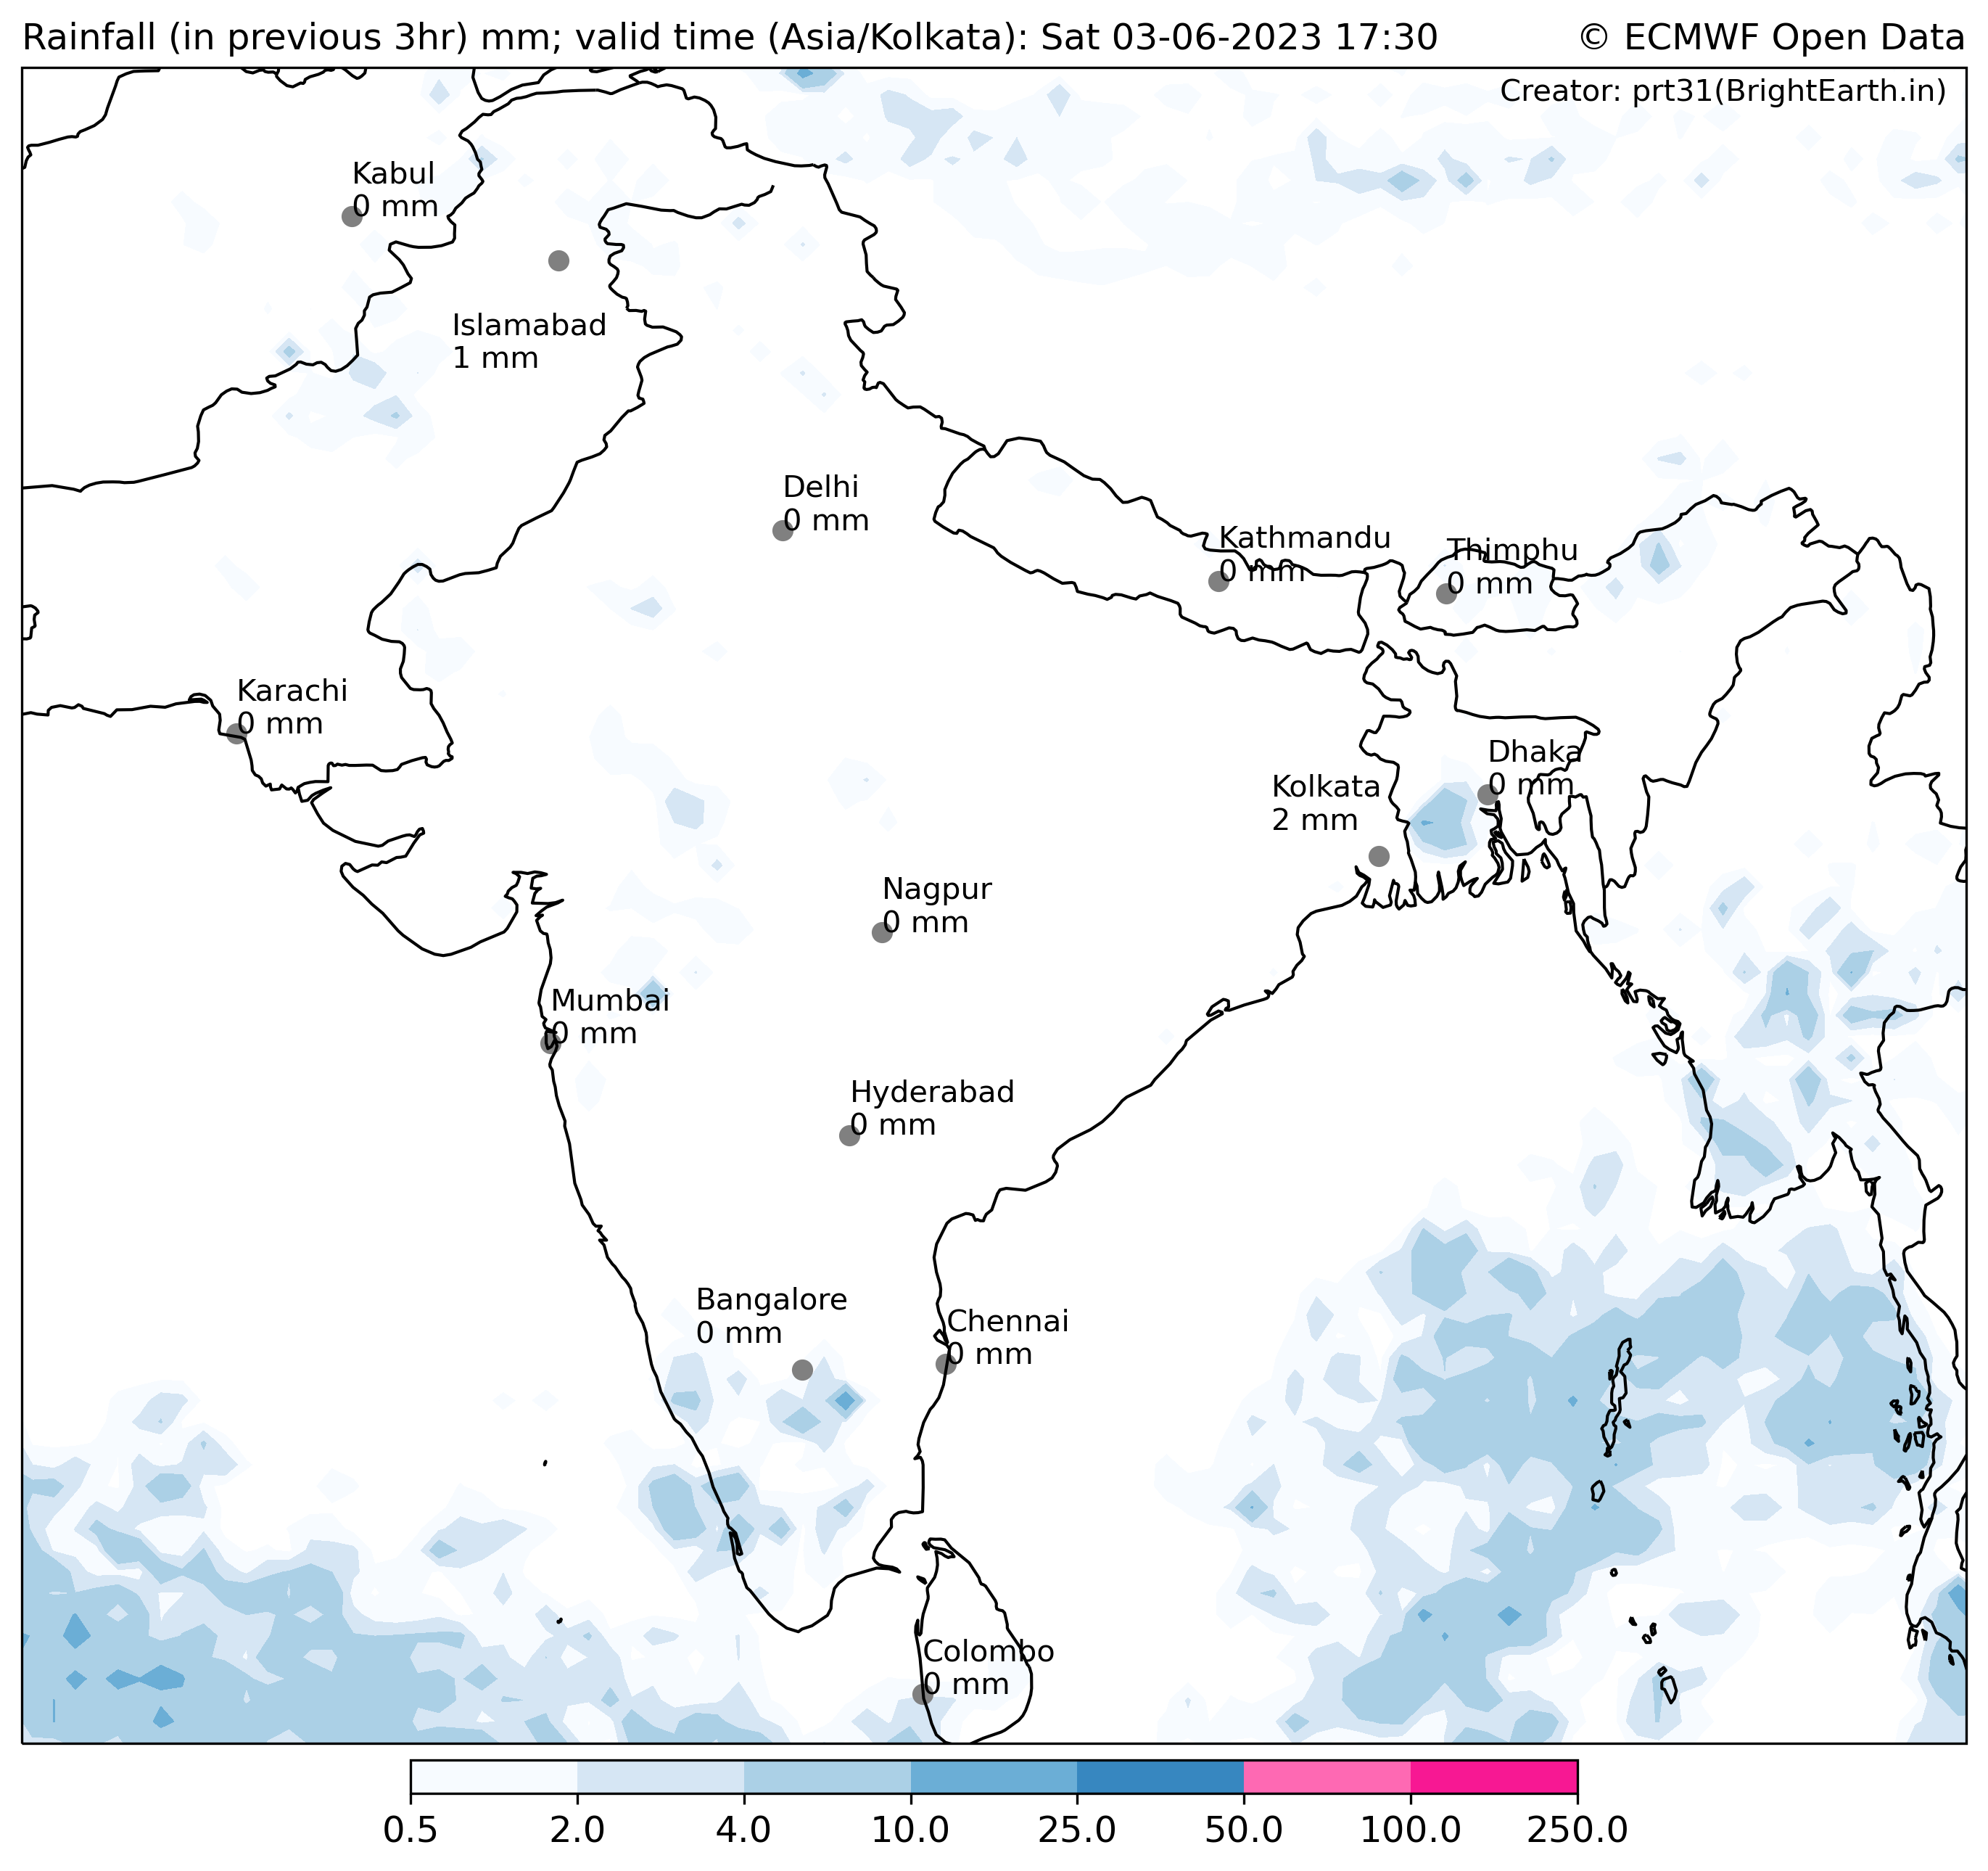 Rainfall (in previous 3hr) mm; valid time (Asia/Kolkata): Sat 03-06-2023 17:30
© ECMWF Open Data
Creator: prt31(BrightEarth.in)
Kabul
0 mm
Islamabad
1 mm
Delhi
0 mm
Kathmandu
0 mm
Thimphu
0 mm
Karachi
0 mm
Dhaka
0 mm
Kolkata
2 mm
Nagpur
0 mm
Mumbai
0 mm
Hyderabad
0 mm
Bangalore
0 mm
Chennai
0 mm
Colombo
0 mm
0.5 2.0 4.0 10.0 25.0 50.0 100.0 250.0